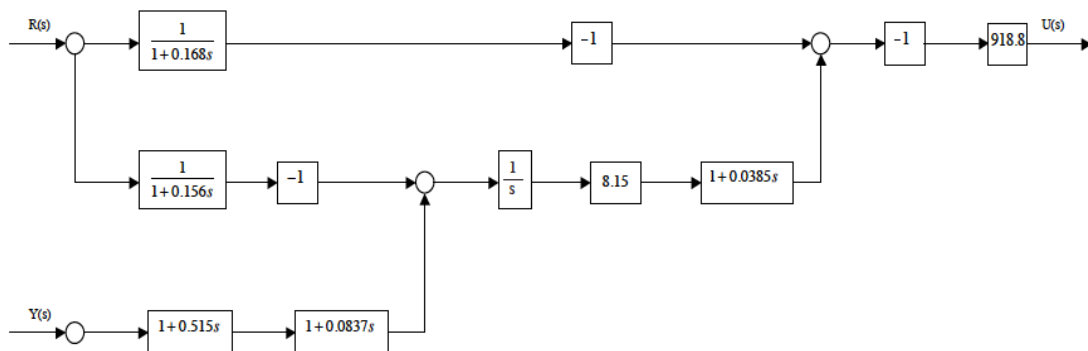 R(s)
1
1+0.168s
−1
−1
918.8
U(s)
1
1+0.156s
−1
1
s
8.15
1+0.0385s
Y(s)
1+0.515s
1+0.0837s